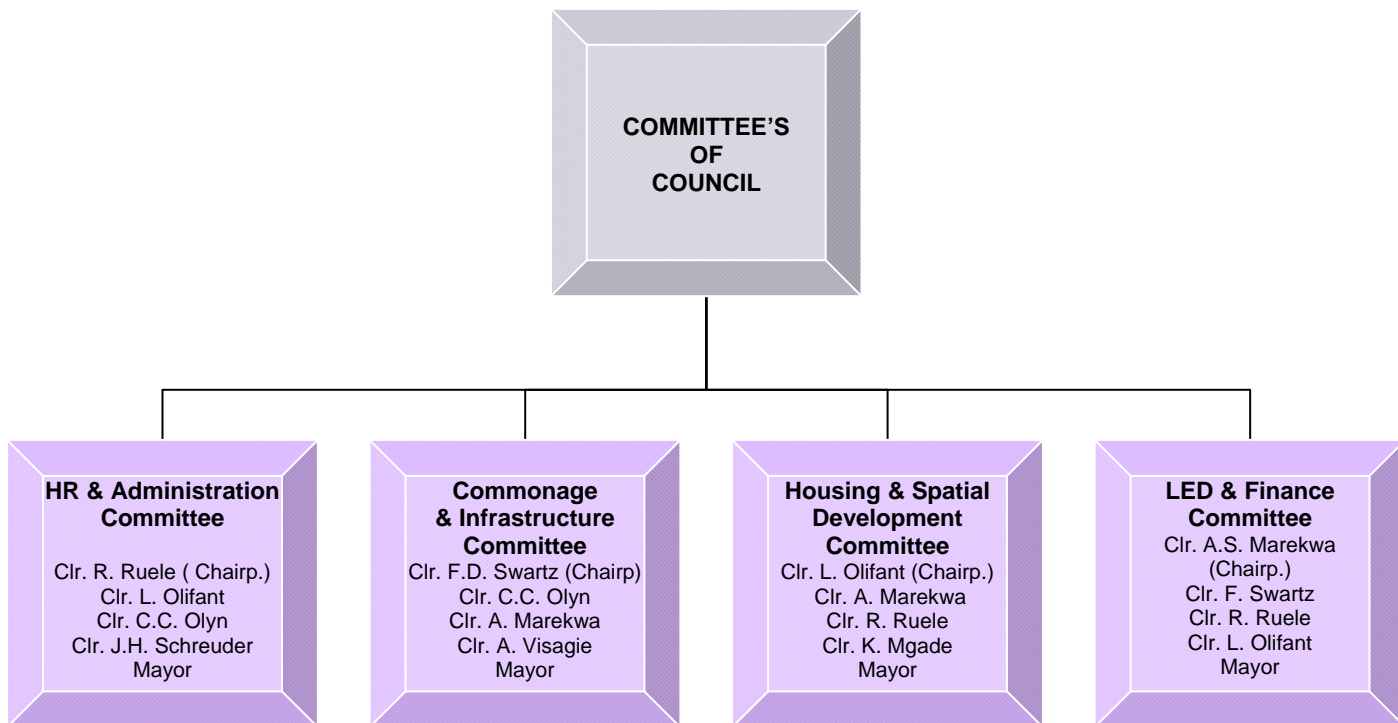 COMMITTEE’S
OF
COUNCIL
HR & Administration
Committee
Clr. R. Ruele ( Chairp.)
Clr. L. Olifant
Clr. C.C. Olyn
Clr. J.H. Schreuder
Mayor
Commonage
& Infrastructure
Committee
Clr. F.D. Swartz (Chairp)
Clr. C.C. Olyn
Clr. A. Marekwa
Clr. A. Visagie
Mayor
Housing & Spatial
Development
Committee
Clr. L. Olifant (Chairp.)
Clr. A. Marekwa
Clr. R. Ruele
Clr. K. Mgade
Mayor
LED & Finance
Committee
Clr. A.S. Marekwa
(Chairp.)
Clr. F. Swartz
Clr. R. Ruele
Clr. L. Olifant
Mayor